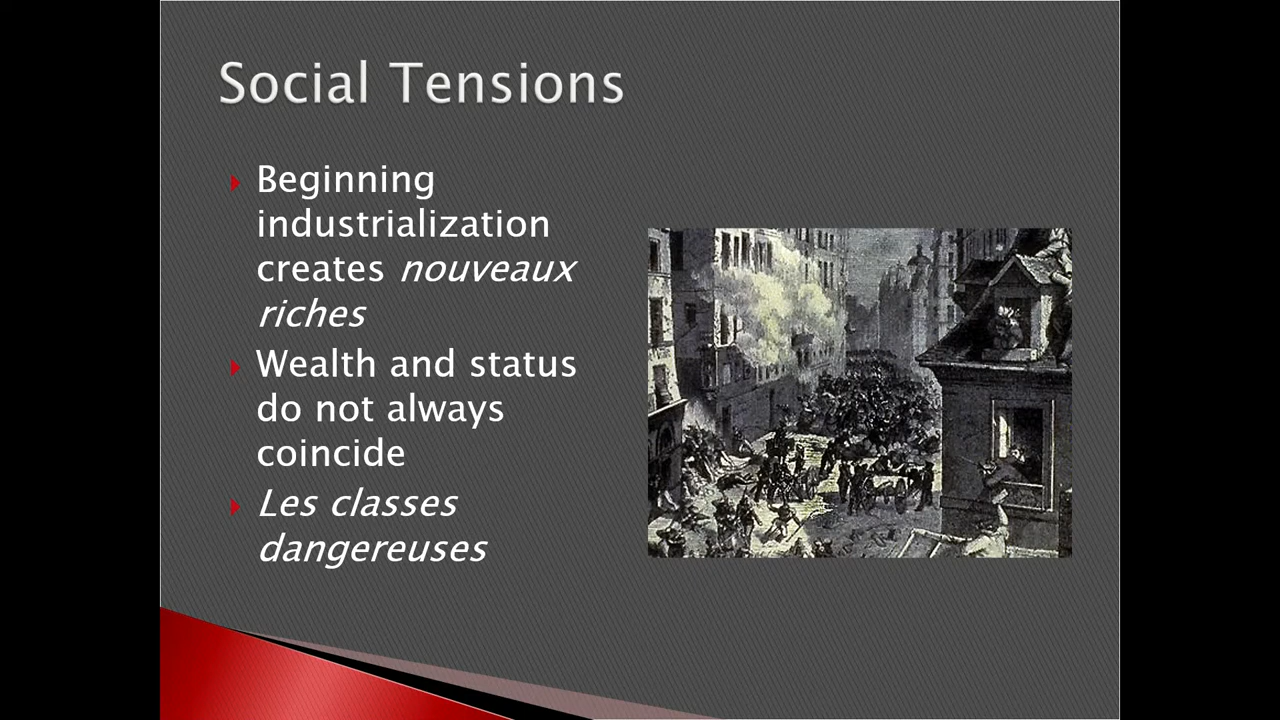 Social Tensions
Beginning
industrialization
creates nouveaux
riches
Wealth and status
do not always
coincide
Les classes
dangereuses